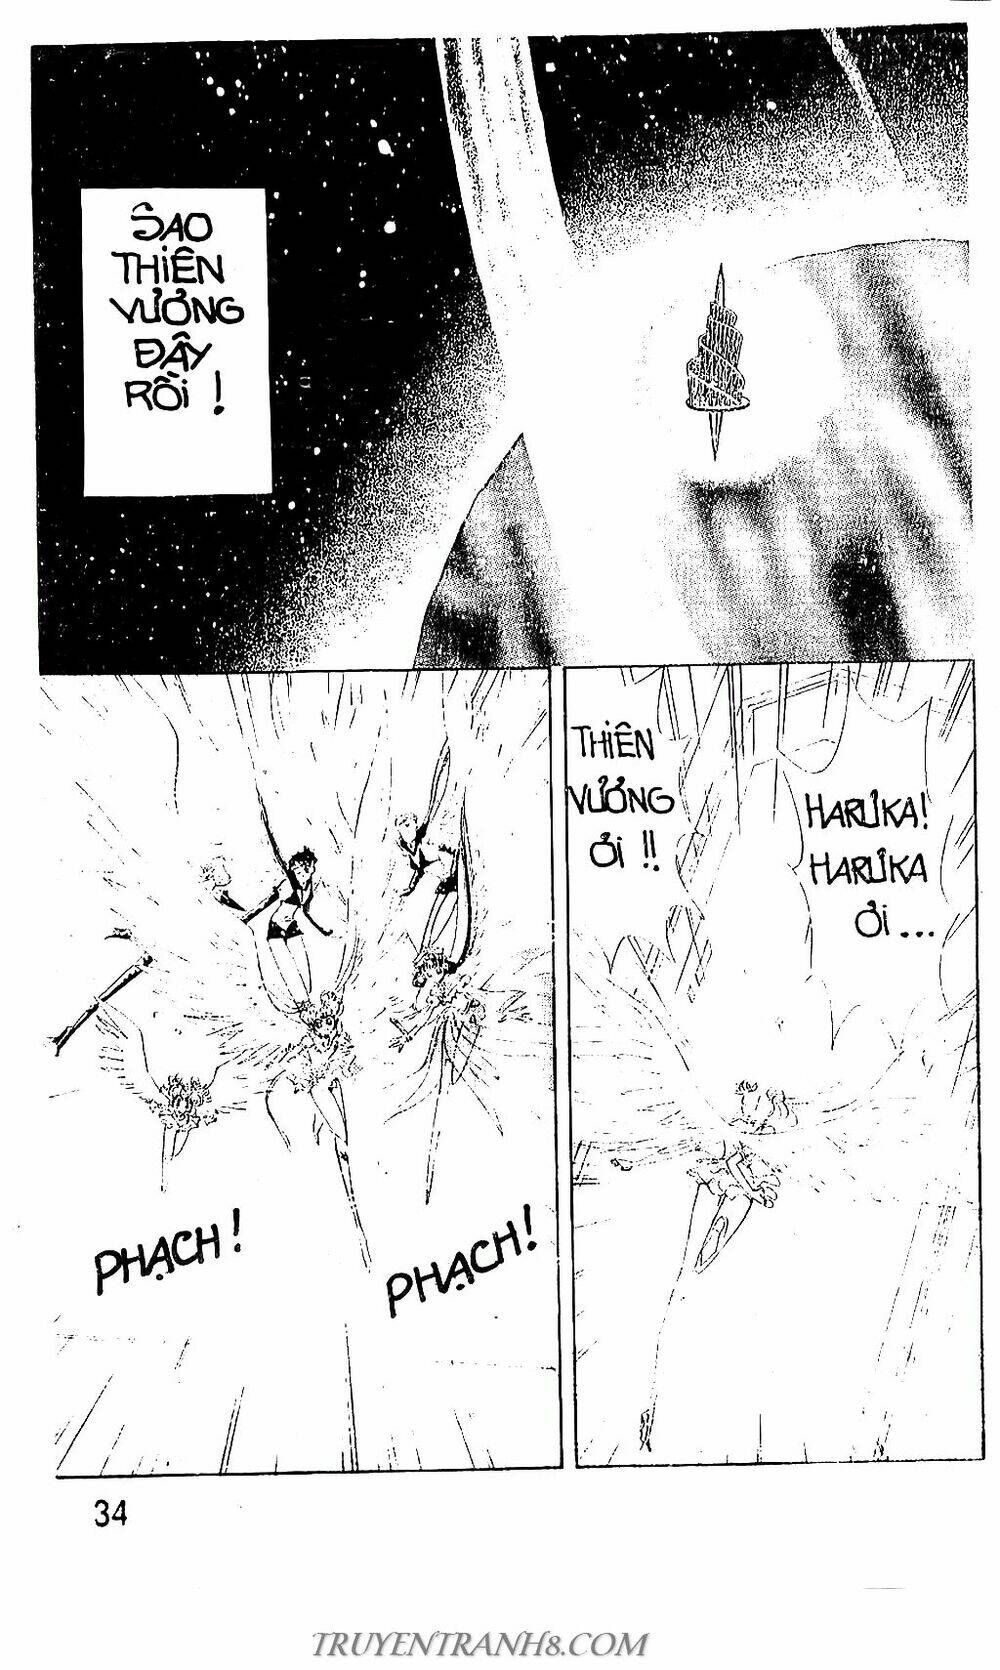 SAO
THIÊN
VƯƠNG
ĐÂY
RỒI !
THIÊN
VƯƠNG
ƠI !!
HARUKA!
HARUKA
ƠI ...
PHẠCH!
PHẠCH!
34
TRUYENTRANH8.COM